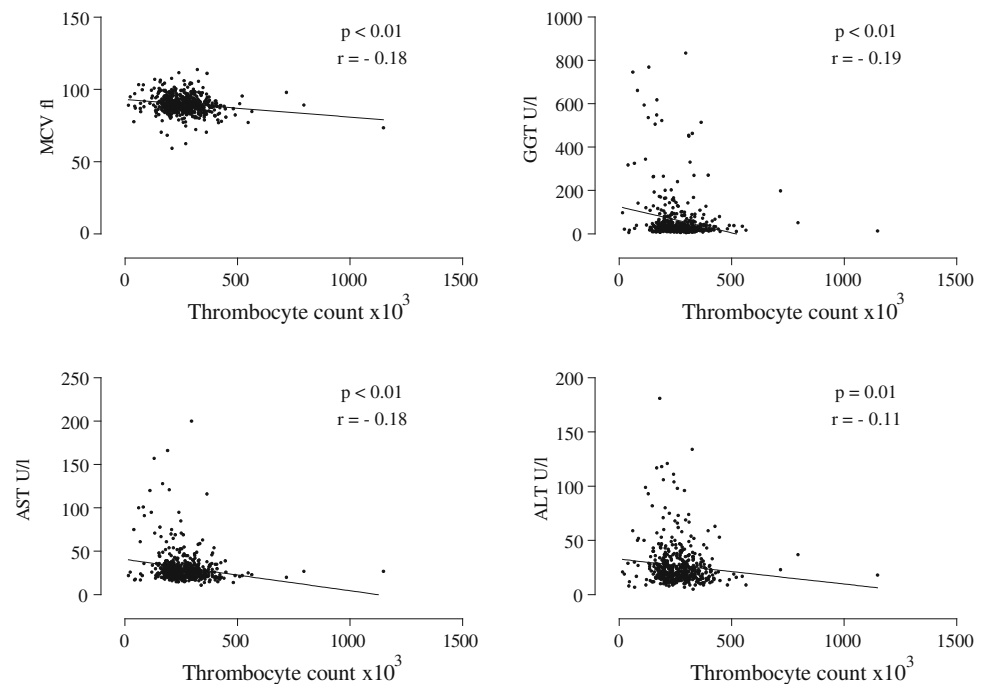 150
100
50
0
MCV fl
p < 0.01
r = - 0.18
0 500 1000 1500
Thrombocyte count x10³
1000
800
600
400
200
0
GGT U/l
p < 0.01
r = - 0.19
0 500 1000 1500
Thrombocyte count x10³
250
200
150
100
50
0
AST U/l
p < 0.01
r = - 0.18
0 500 1000 1500
Thrombocyte count x10³
200
150
100
50
0
ALT U/l
p = 0.01
r = - 0.11
0 500 1000 1500
Thrombocyte count x10³